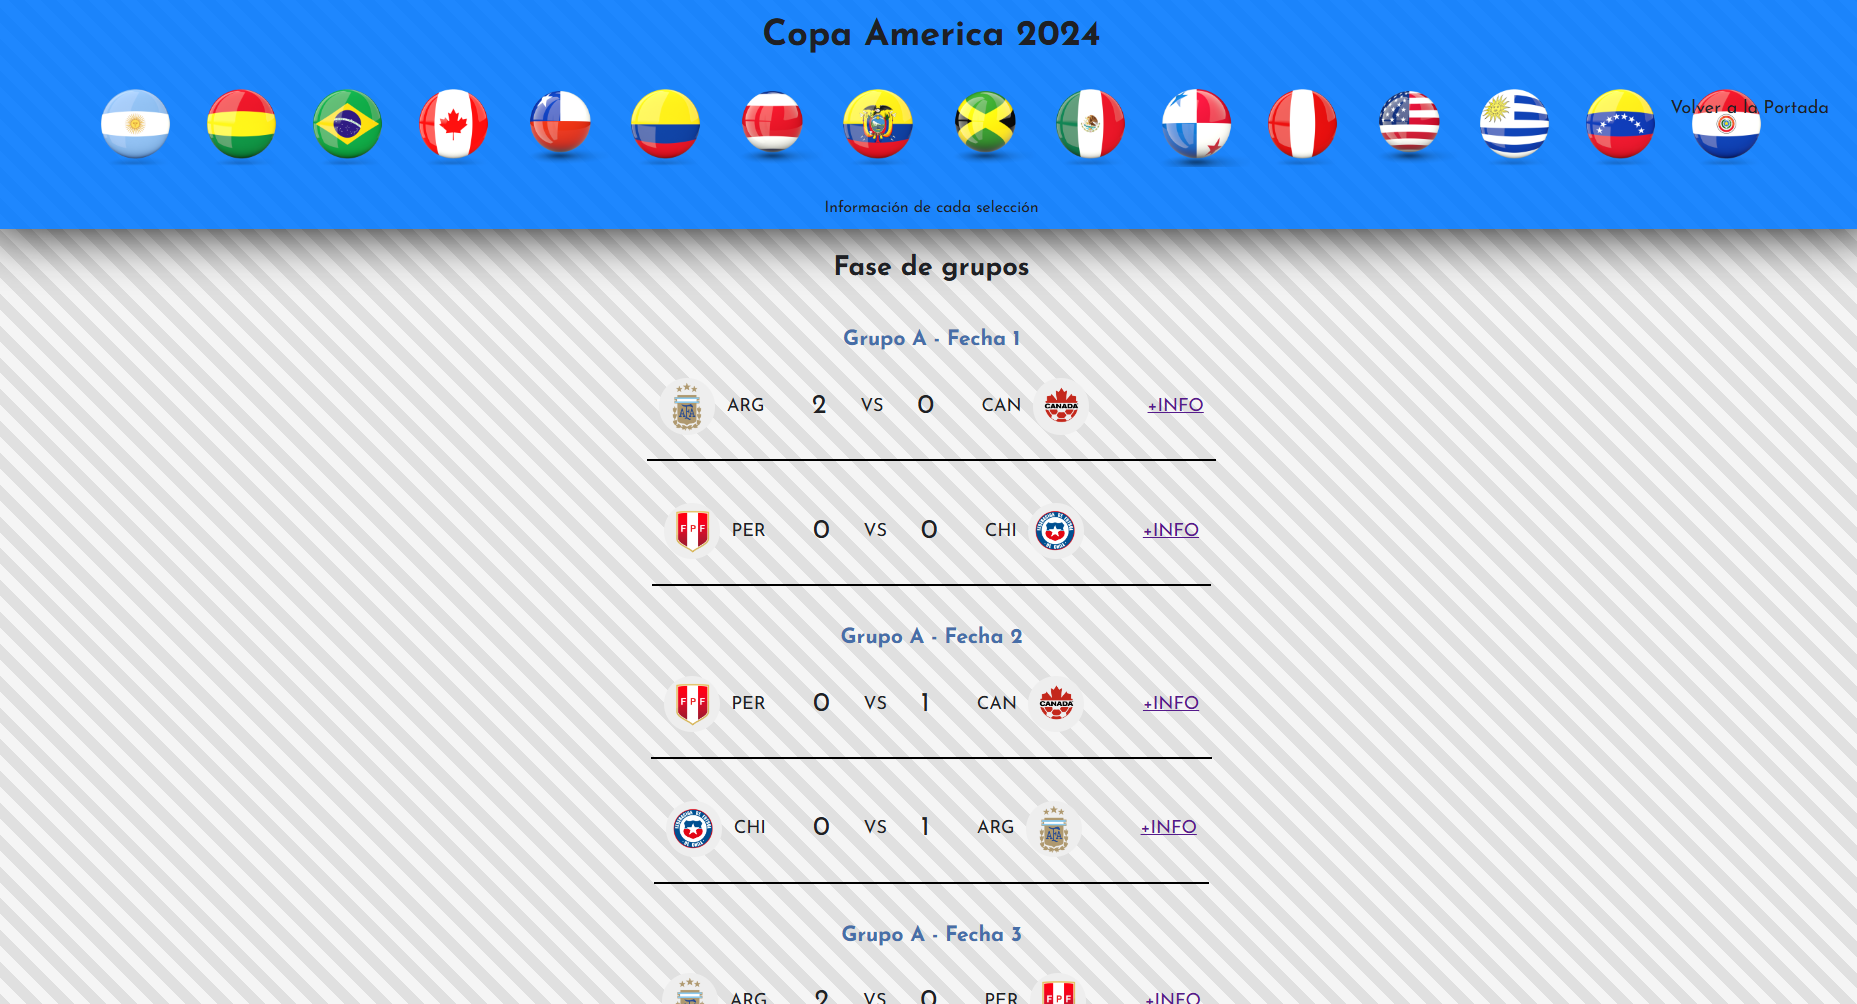 Copa America 2024
Volver a la Portada
Información de cada selección
Fase de grupos
Grupo A - Fecha 1
AFA ARG 2 VS 0 CAN CANADA +INFO
FPF PER 0 VS 0 CHI +INFO
Grupo A - Fecha 2
FPF PER 0 VS 1 CAN CANADA +INFO
CHI 0 VS 1 ARG AFA +INFO
Grupo A - Fecha 3
ARG 2 VS 0 PER FPF +INFO